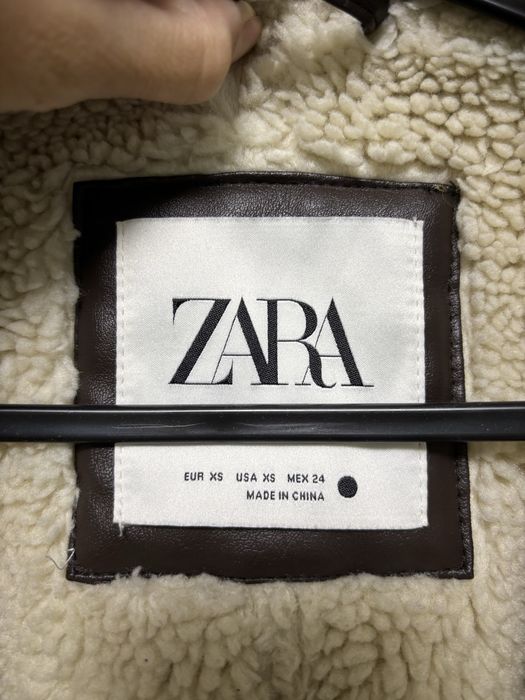 ZARA
EUR XS USA XS MEX 24
MADE IN CHINA